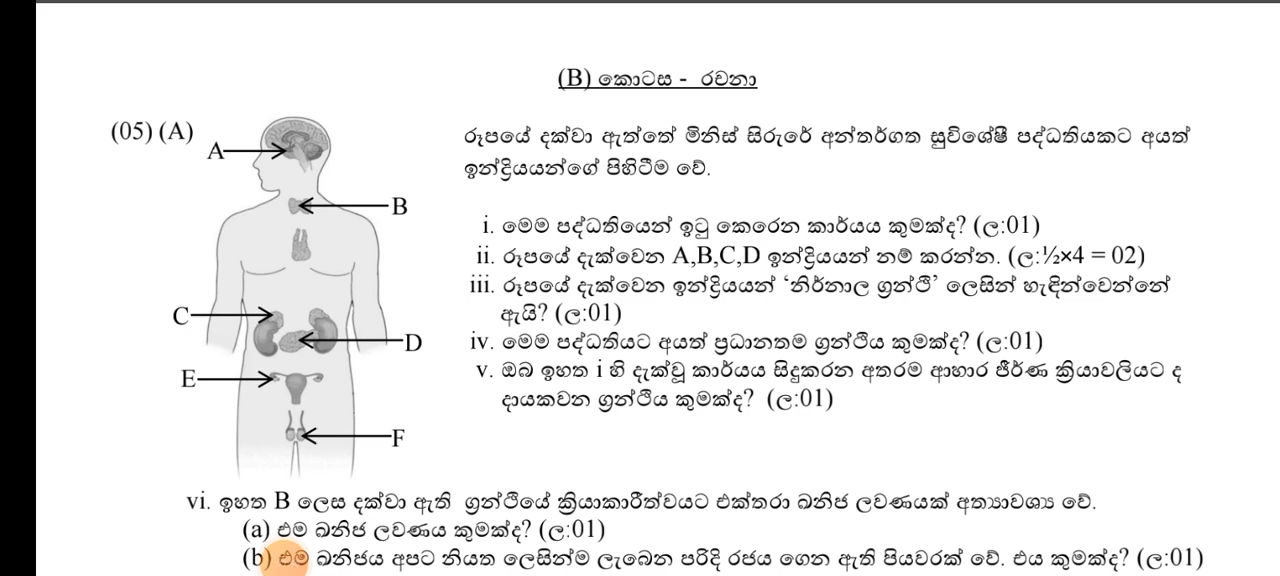 (B) කොටස - රචනා
(05) (A)
රූපයේ දක්වා ඇත්තේ මිනිස් සිරුරේ අන්තර්ගත සුවිශේෂී පද්ධතියකට අයත්
ඉන්ද්‍රියයන්ගේ පිහිටීම වේ.
A
B
C
D
E
F
i. මෙම පද්ධතියෙන් ඉටු කෙරෙන කාර්යය කුමක්ද? (ල:01)
ii. රූපයේ දැක්වෙන A,B,C,D ඉන්ද්‍රියයන් නම් කරන්න. (ල:½×4 = 02)
iii. රූපයේ දැක්වෙන ඉන්ද්‍රියයන් ‘නිර්නාල ග්‍රන්ථි’ ලෙසින් හැඳින්වෙන්නේ
ඇයි? (ල:01)
iv. මෙම පද්ධතියට අයත් ප්‍රධානතම ග්‍රන්ථිය කුමක්ද? (ල:01)
v. ඔබ ඉහත i හි දැක්වූ කාර්යය සිදුකරන අතරම ආහාර ජීර්ණ ක්‍රියාවලියට ද
දායකවන ග්‍රන්ථිය කුමක්ද? (ල:01)
vi. ඉහත B ලෙස දක්වා ඇති ග්‍රන්ථියේ ක්‍රියාකාරීත්වයට එක්තරා ඛනිජ ලවණයක් අත්‍යාවශ්‍ය වේ.
(a) එම ඛනිජ ලවණය කුමක්ද? (ල:01)
(b) එම ඛනිජය අපට නියත ලෙසින්ම ලැබෙන පරිදි රජය ගෙන ඇති පියවරක් වේ. එය කුමක්ද? (ල:01)